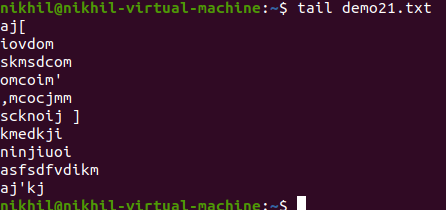 nikhil@nikhil-virtual-machine:~$ tail demo21.txt
aj[
iovdom
skmsdcom
omcoim'
,mcocjmm
scknoij ]
kmedkji
ninjiuoi
asfsdfvdikm
aj'kj
nikhil@nikhil-virtual-machine:~$